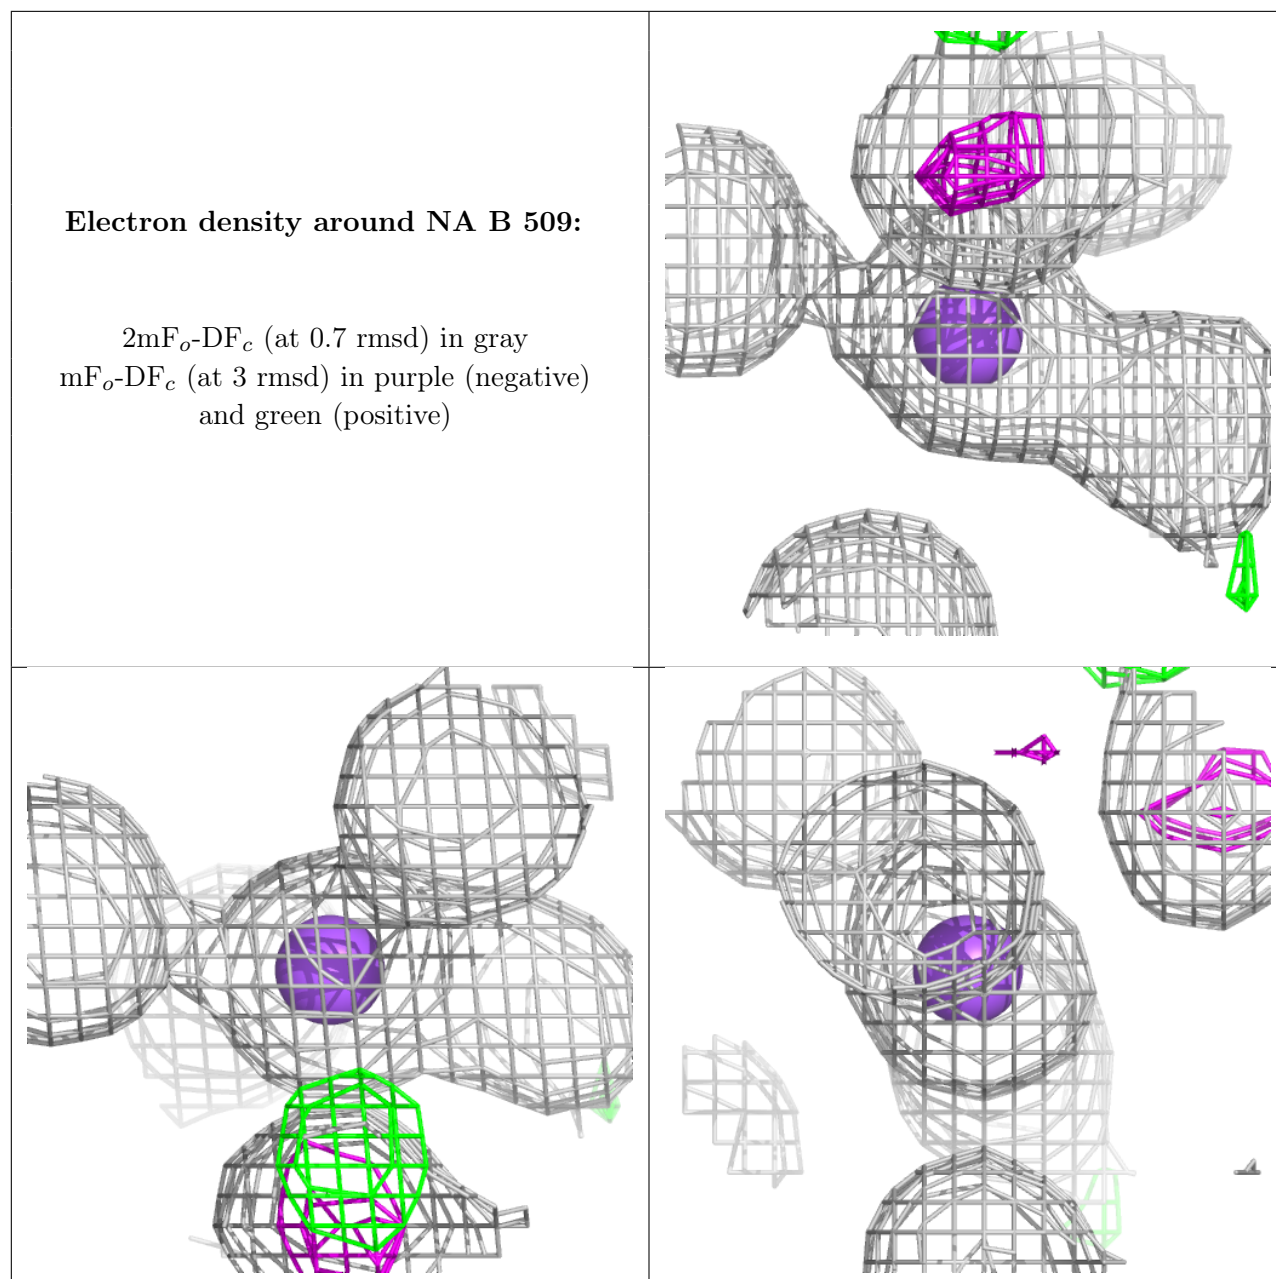 Electron density around NA B 509:
2mFo-DFc (at 0.7 rmsd) in gray
mFo-DFc (at 3 rmsd) in purple (negative)
and green (positive)